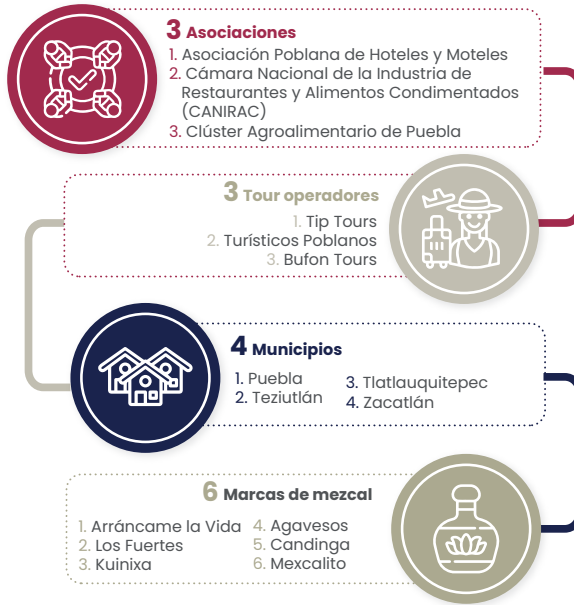 3 Asociaciones
1. Asociación Poblana de Hoteles y Moteles
2. Cámara Nacional de la Industria de
Restaurantes y Alimentos Condimentados
(CANIRAC)
3. Clúster Agroalimentario de Puebla
3 Tour operadores
1. Tip Tours
2. Turísticos Poblanos
3. Bufon Tours
4 Municipios
1. Puebla
2. Teziutlán
3. Tlatlauquitepec
4. Zacatlán
6 Marcas de mezcal
1. Arráncame la Vida
2. Los Fuertes
3. Kuinixa
4. Agavesos
5. Candinga
6. Mexcalito